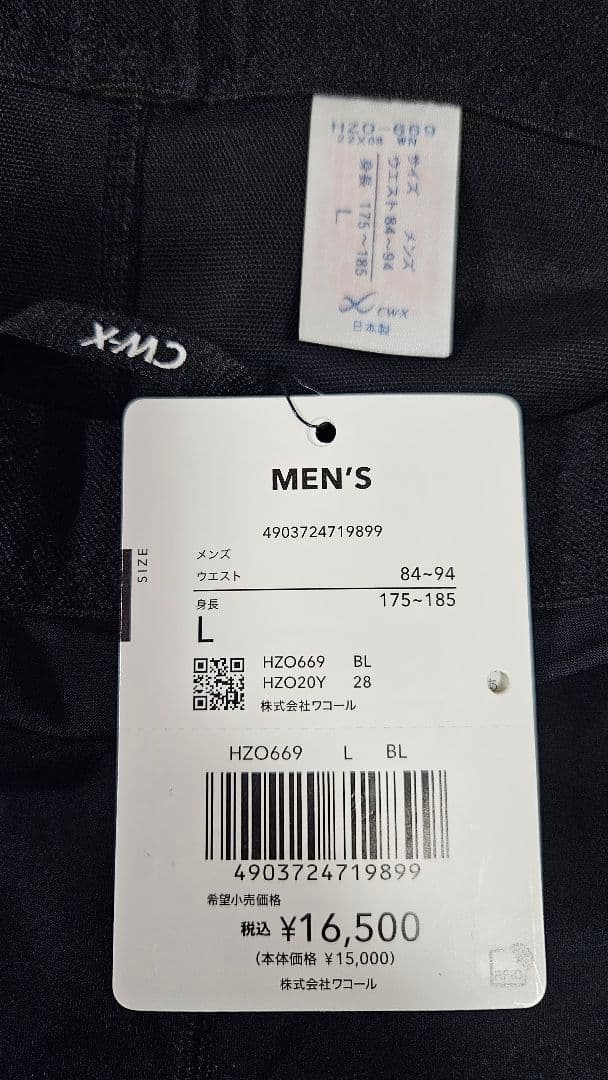 HZO-669
サイズ メンズ
ウエスト 84~94
身長 175~185
L
CWX
日本製
CW-X
MEN'S
4903724719899
SIZE
メンズ
ウエスト 84~94
身長 175~185
L
HZO669 BL
HZO20Y 28
株式会社ワコール
HZO669 L BL
4903724719899
希望小売価格
税込 ¥16,500
(本体価格 ¥15,000)
株式会社ワコール
RFID